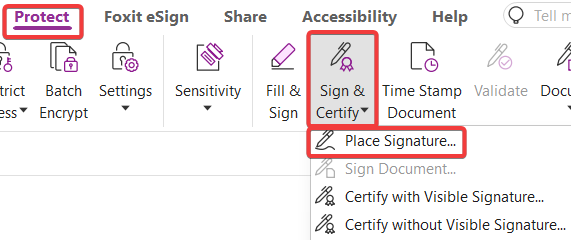 Protect Foxit eSign Share Accessibility Help Tell m
trict Batch Settings Sensitivity Fill & Sign & Time Stamp Validate Docu
ess Encrypt Sign Certify Document
Place Signature...
Sign Document...
Certify with Visible Signature...
Certify without Visible Signature...